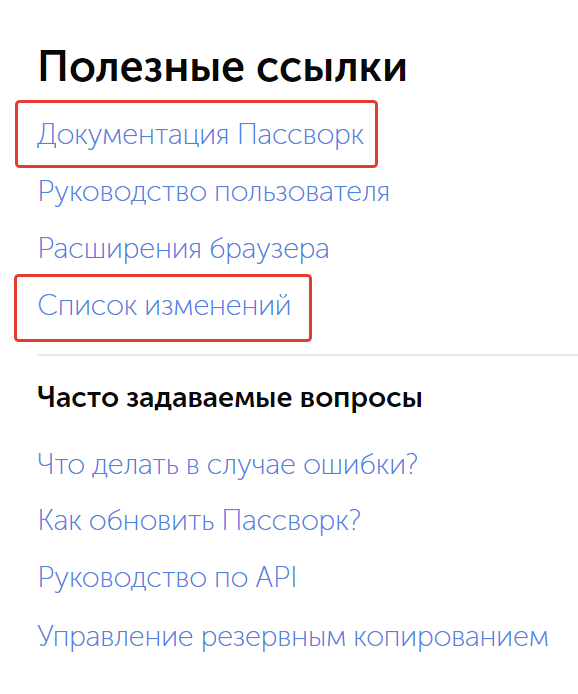 Полезные ссылки
Документация Пассворк
Руководство пользователя
Расширения браузера
Список изменений
Часто задаваемые вопросы
Что делать в случае ошибки?
Как обновить Пассворк?
Руководство по API
Управление резервным копированием